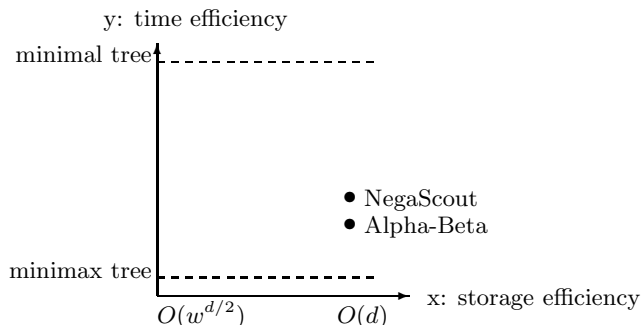 y: time efficiency
minimal tree
NegaScout
Alpha-Beta
minimax tree
x: storage efficiency
O(w^{d/2})
O(d)